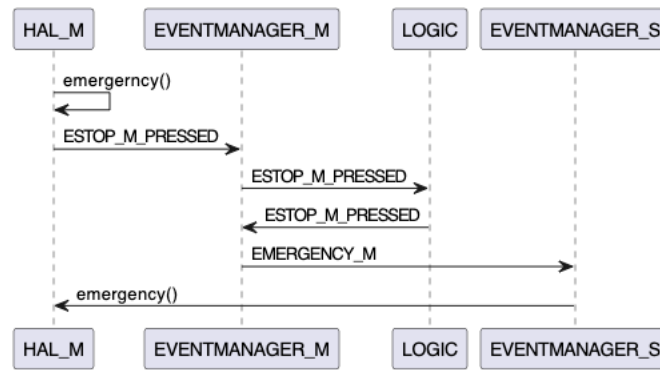 HAL_M EVENTMANAGER_M LOGIC EVENTMANAGER_S
emergerncy()
ESTOP_M_PRESSED
ESTOP_M_PRESSED
ESTOP_M_PRESSED
EMERGENCY_M
emergency()
HAL_M EVENTMANAGER_M LOGIC EVENTMANAGER_S